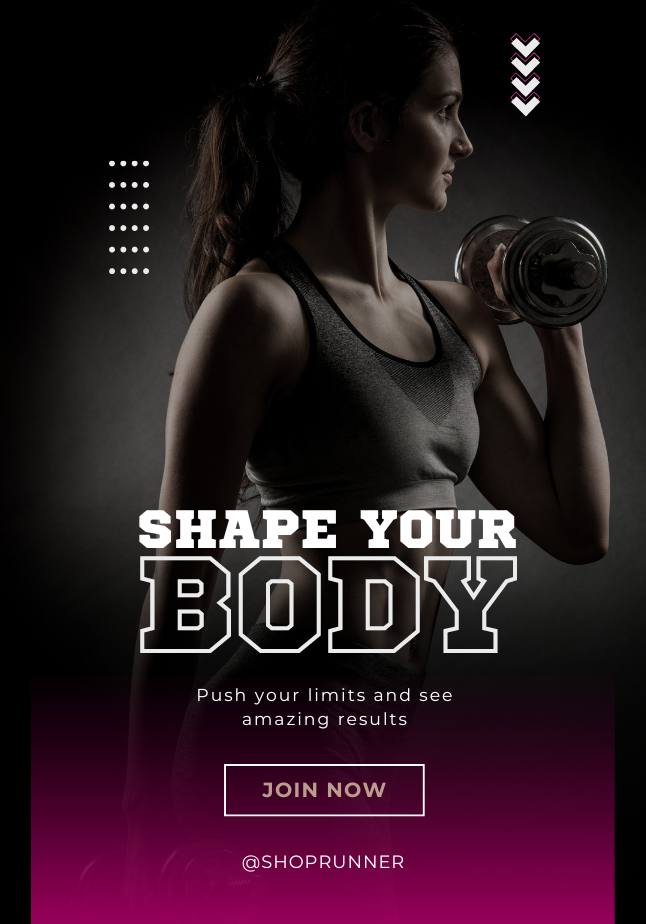 SHAPE YOUR
BODY
Push your limits and see
amazing results
JOIN NOW
@SHOPRUNNER